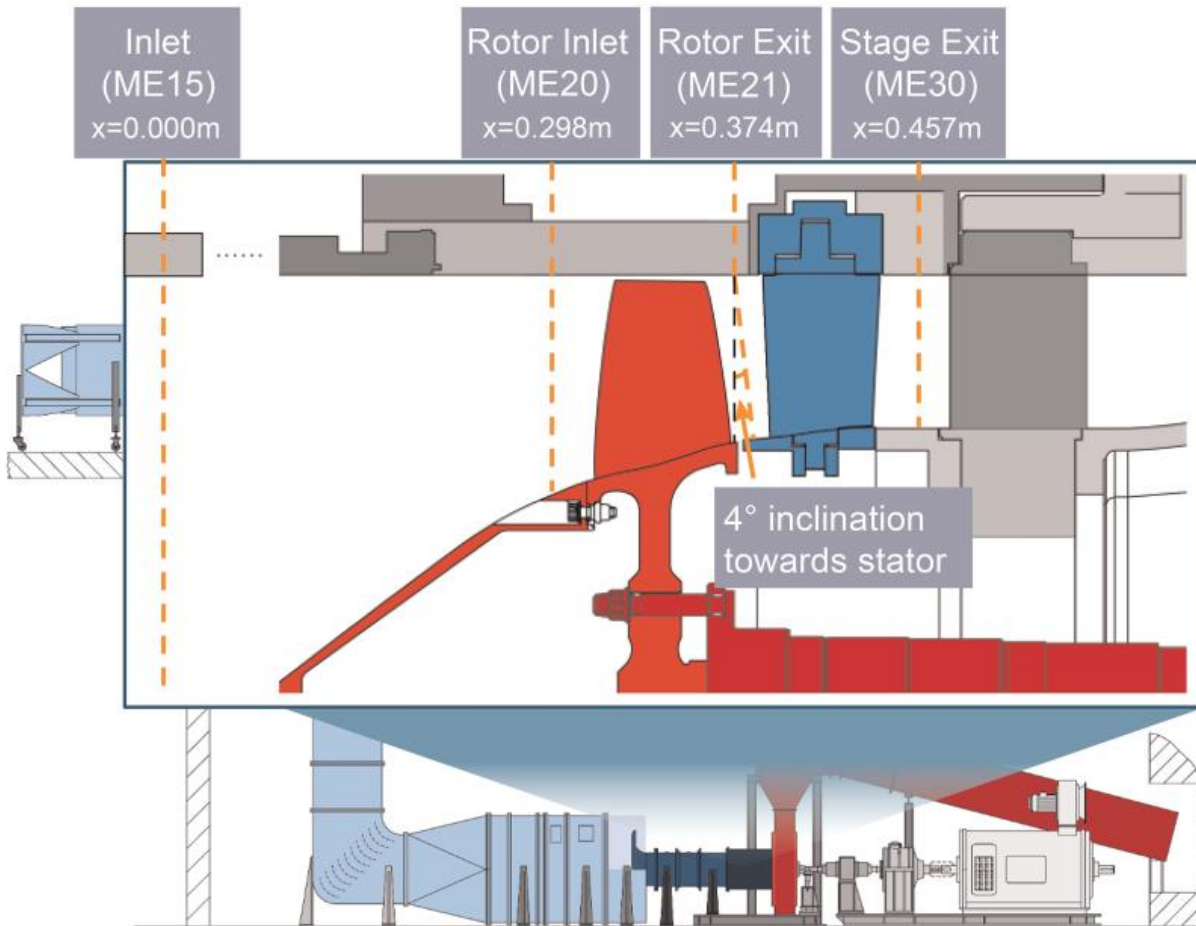 Inlet
(ME15)
x=0.000m
Rotor Inlet
(ME20)
x=0.298m
Rotor Exit
(ME21)
x=0.374m
Stage Exit
(ME30)
x=0.457m
4° inclination
towards stator